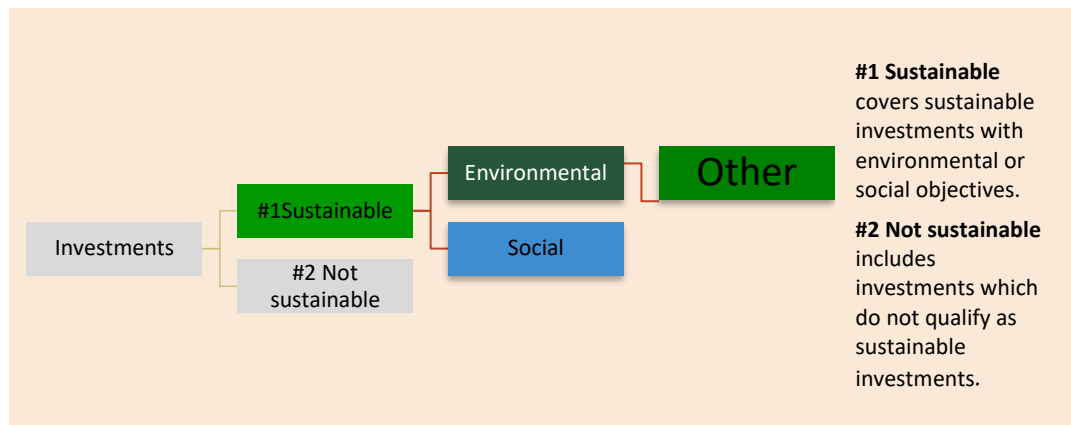 Investments
#1Sustainable
#2 Not
sustainable
Environmental
Social
Other
#1 Sustainable
covers sustainable
investments with
environmental or
social objectives.
#2 Not sustainable
includes
investments which
do not qualify as
sustainable
investments.